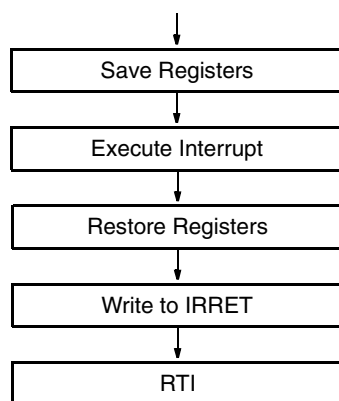 Save Registers
Execute Interrupt
Restore Registers
Write to IRRET
RTI